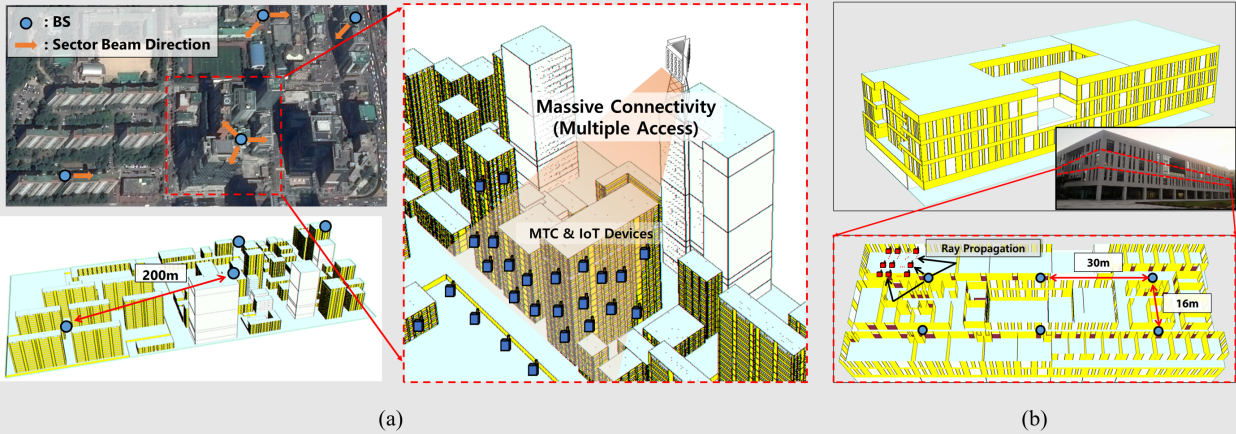 : BS
: Sector Beam Direction
200m
Massive Connectivity
(Multiple Access)
MTC & IoT Devices
(a)
Ray Propagation
30m
16m
(b)